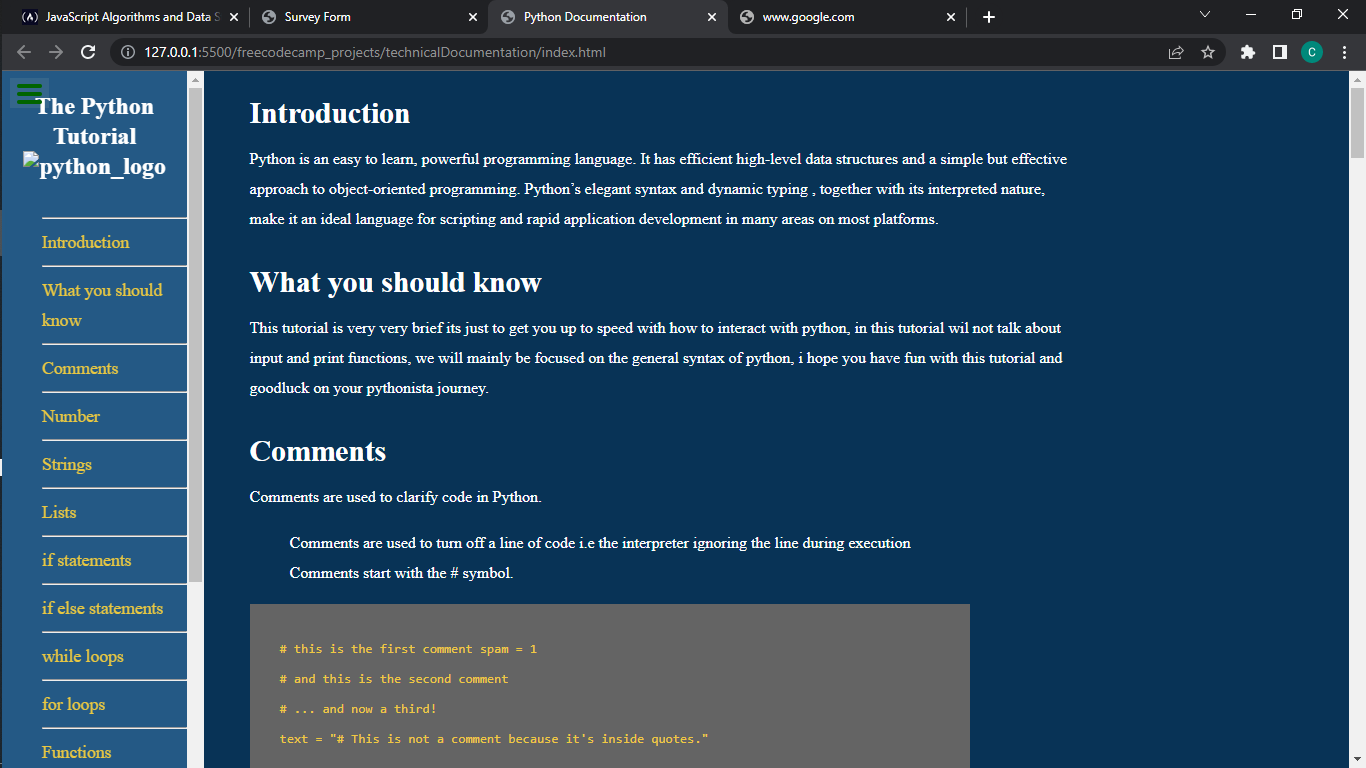 JavaScript Algorithms and Data S
Survey Form
Python Documentation
www.google.com
127.0.0.1:5500/freecodecamp_projects/technicalDocumentation/index.html
C
The Python
Tutorial
python_logo
Introduction
What you should
know
Comments
Number
Strings
Lists
if statements
if else statements
while loops
for loops
Functions
Introduction
Python is an easy to learn, powerful programming language. It has efficient high-level data structures and a simple but effective
approach to object-oriented programming. Python’s elegant syntax and dynamic typing , together with its interpreted nature,
make it an ideal language for scripting and rapid application development in many areas on most platforms.
What you should know
This tutorial is very very brief its just to get you up to speed with how to interact with python, in this tutorial wil not talk about
input and print functions, we will mainly be focused on the general syntax of python, i hope you have fun with this tutorial and
goodluck on your pythonista journey.
Comments
Comments are used to clarify code in Python.
Comments are used to turn off a line of code i.e the interpreter ignoring the line during execution
Comments start with the # symbol.
# this is the first comment spam = 1
# and this is the second comment
# ... and now a third!
text = "# This is not a comment because it's inside quotes."